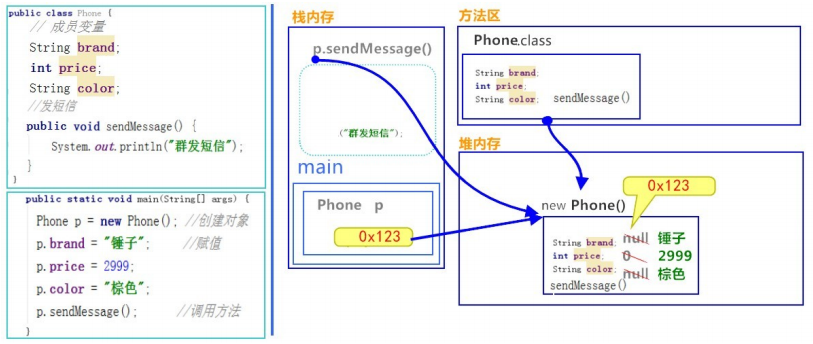 public class Phone {
// 成员变量
String brand;
int price;
String color;
//发短信
public void sendMessage() {
System.out.println("群发短信");
}
}
public static void main(String[] args) {
Phone p = new Phone(); //创建对象
p.brand = "锤子"; //赋值
p.price = 2999;
p.color = "棕色";
p.sendMessage(); //调用方法
}
栈内存
p.sendMessage()
("群发短信");
main
Phone p
0x123
方法区
Phone.class
String brand;
int price;
String color; sendMessage()
堆内存
0x123
new Phone()
String brand; null 锤子
int price; 0 2999
String color; null 棕色
sendMessage()